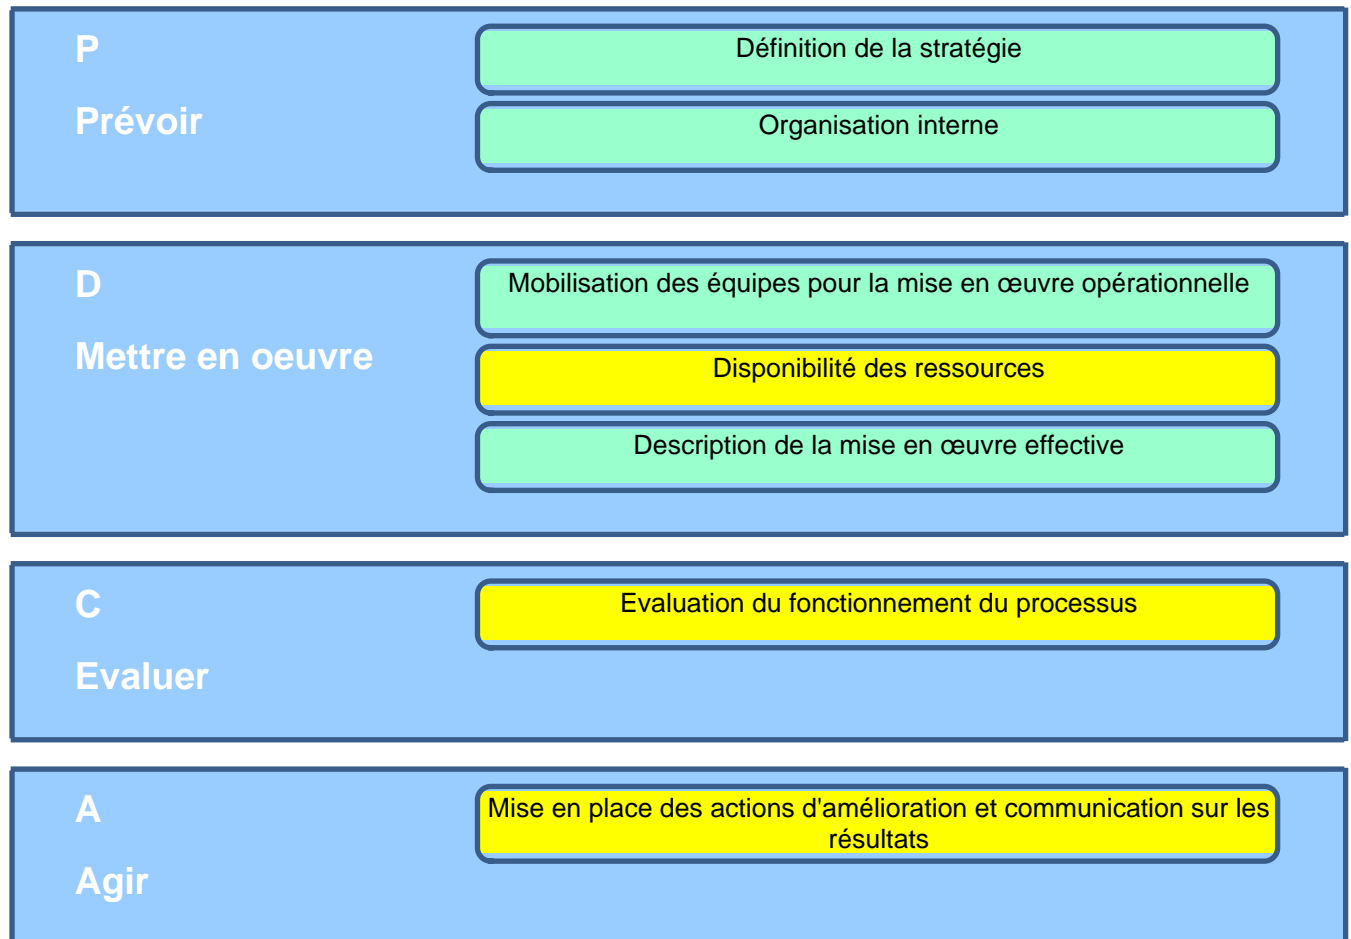 P
Définition de la stratégie
Prévoir
Organisation interne
D
Mobilisation des équipes pour la mise en œuvre opérationnelle
Mettre en oeuvre
Disponibilité des ressources
Description de la mise en œuvre effective
C
Evaluation du fonctionnement du processus
Evaluer
A
Mise en place des actions d'amélioration et communication sur les
résultats
Agir